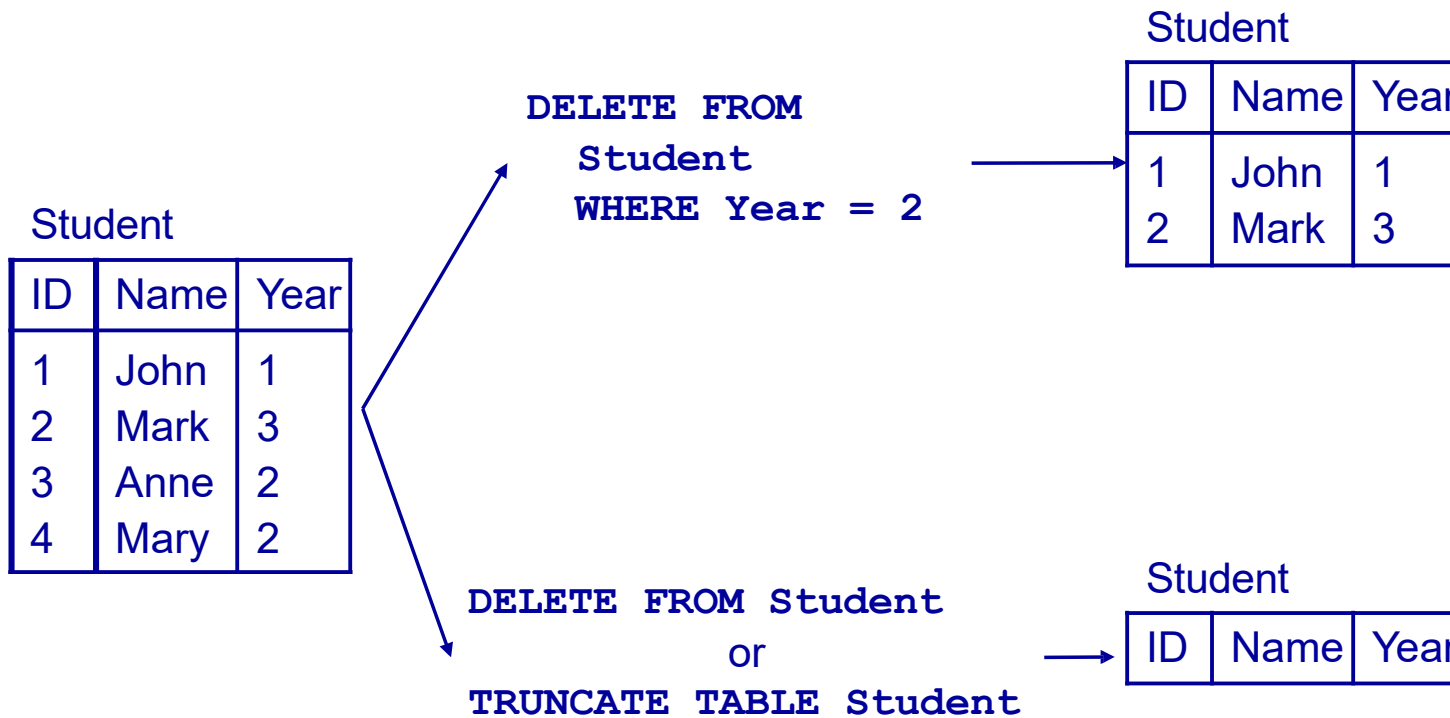 Student
ID Name Year
1 John 1
2 Mark 3
3 Anne 2
4 Mary 2
DELETE FROM
Student
WHERE Year = 2
Student
ID Name Year
1 John 1
2 Mark 3
DELETE FROM Student
or
TRUNCATE TABLE Student
Student
ID Name Year